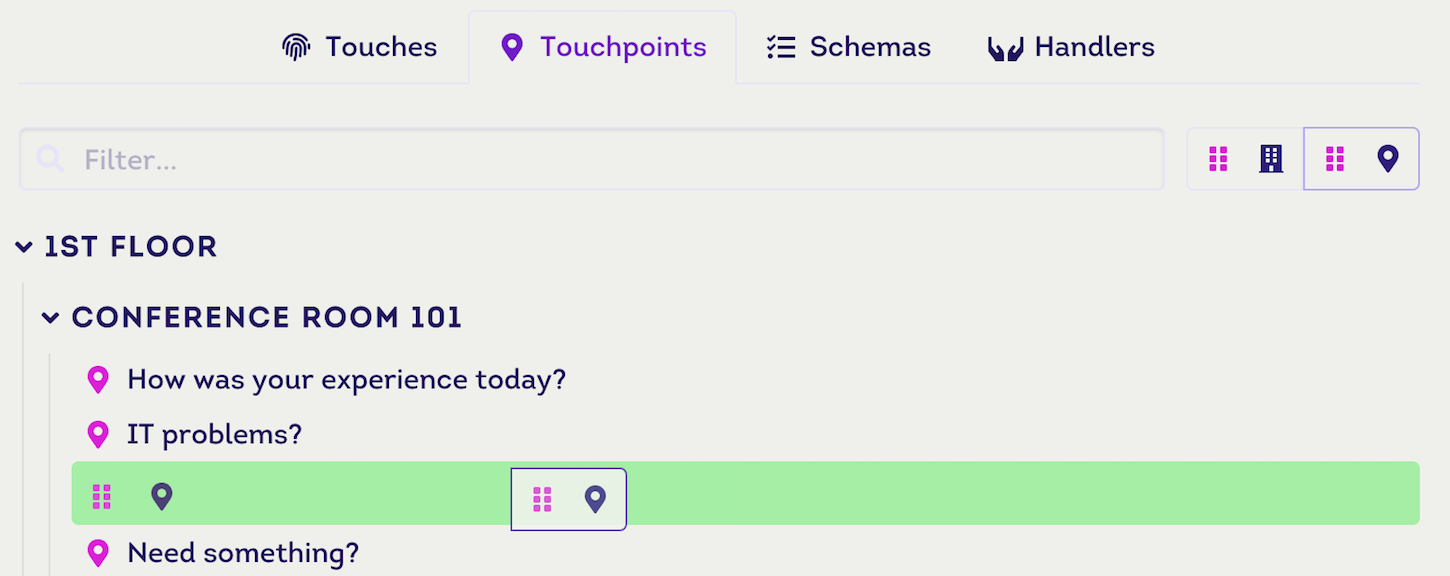 Touches Touchpoints Schemas Handlers
Filter...
1ST FLOOR
CONFERENCE ROOM 101
How was your experience today?
IT problems?
Need something?